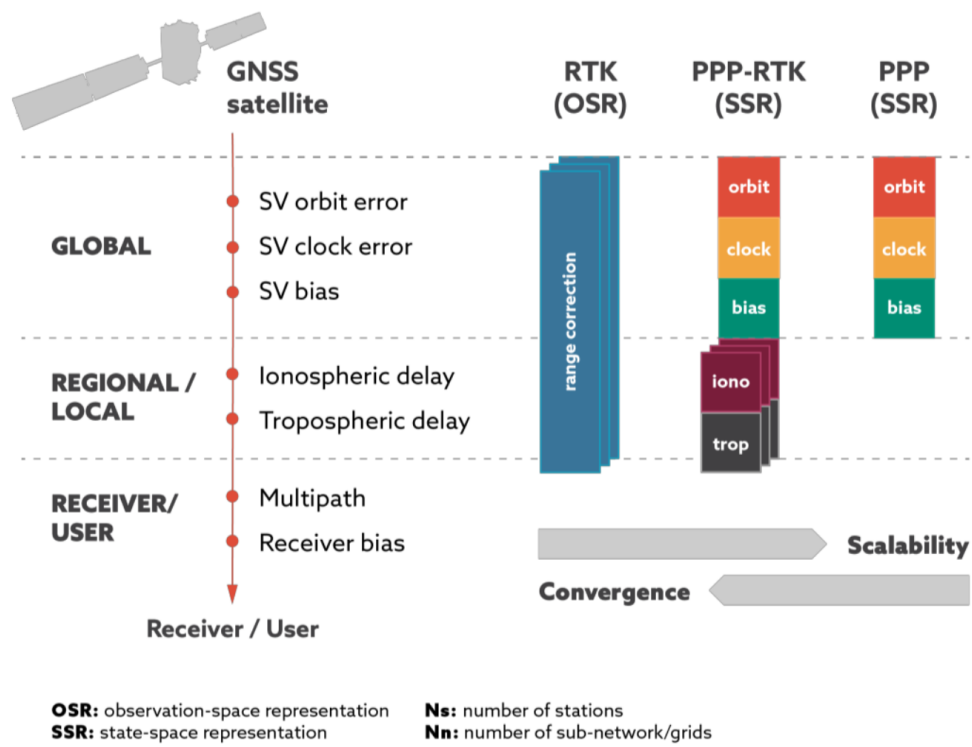 GNSS
satellite
RTK
(OSR)
PPP-RTK
(SSR)
PPP
(SSR)
GLOBAL
SV orbit error
SV clock error
SV bias
range correction
orbit
clock
bias
orbit
clock
bias
REGIONAL /
LOCAL
Ionospheric delay
Tropospheric delay
iono
trop
RECEIVER/
USER
Multipath
Receiver bias
Scalability
Convergence
Receiver / User
OSR: observation-space representation
SSR: state-space representation
Ns: number of stations
Nn: number of sub-network/grids